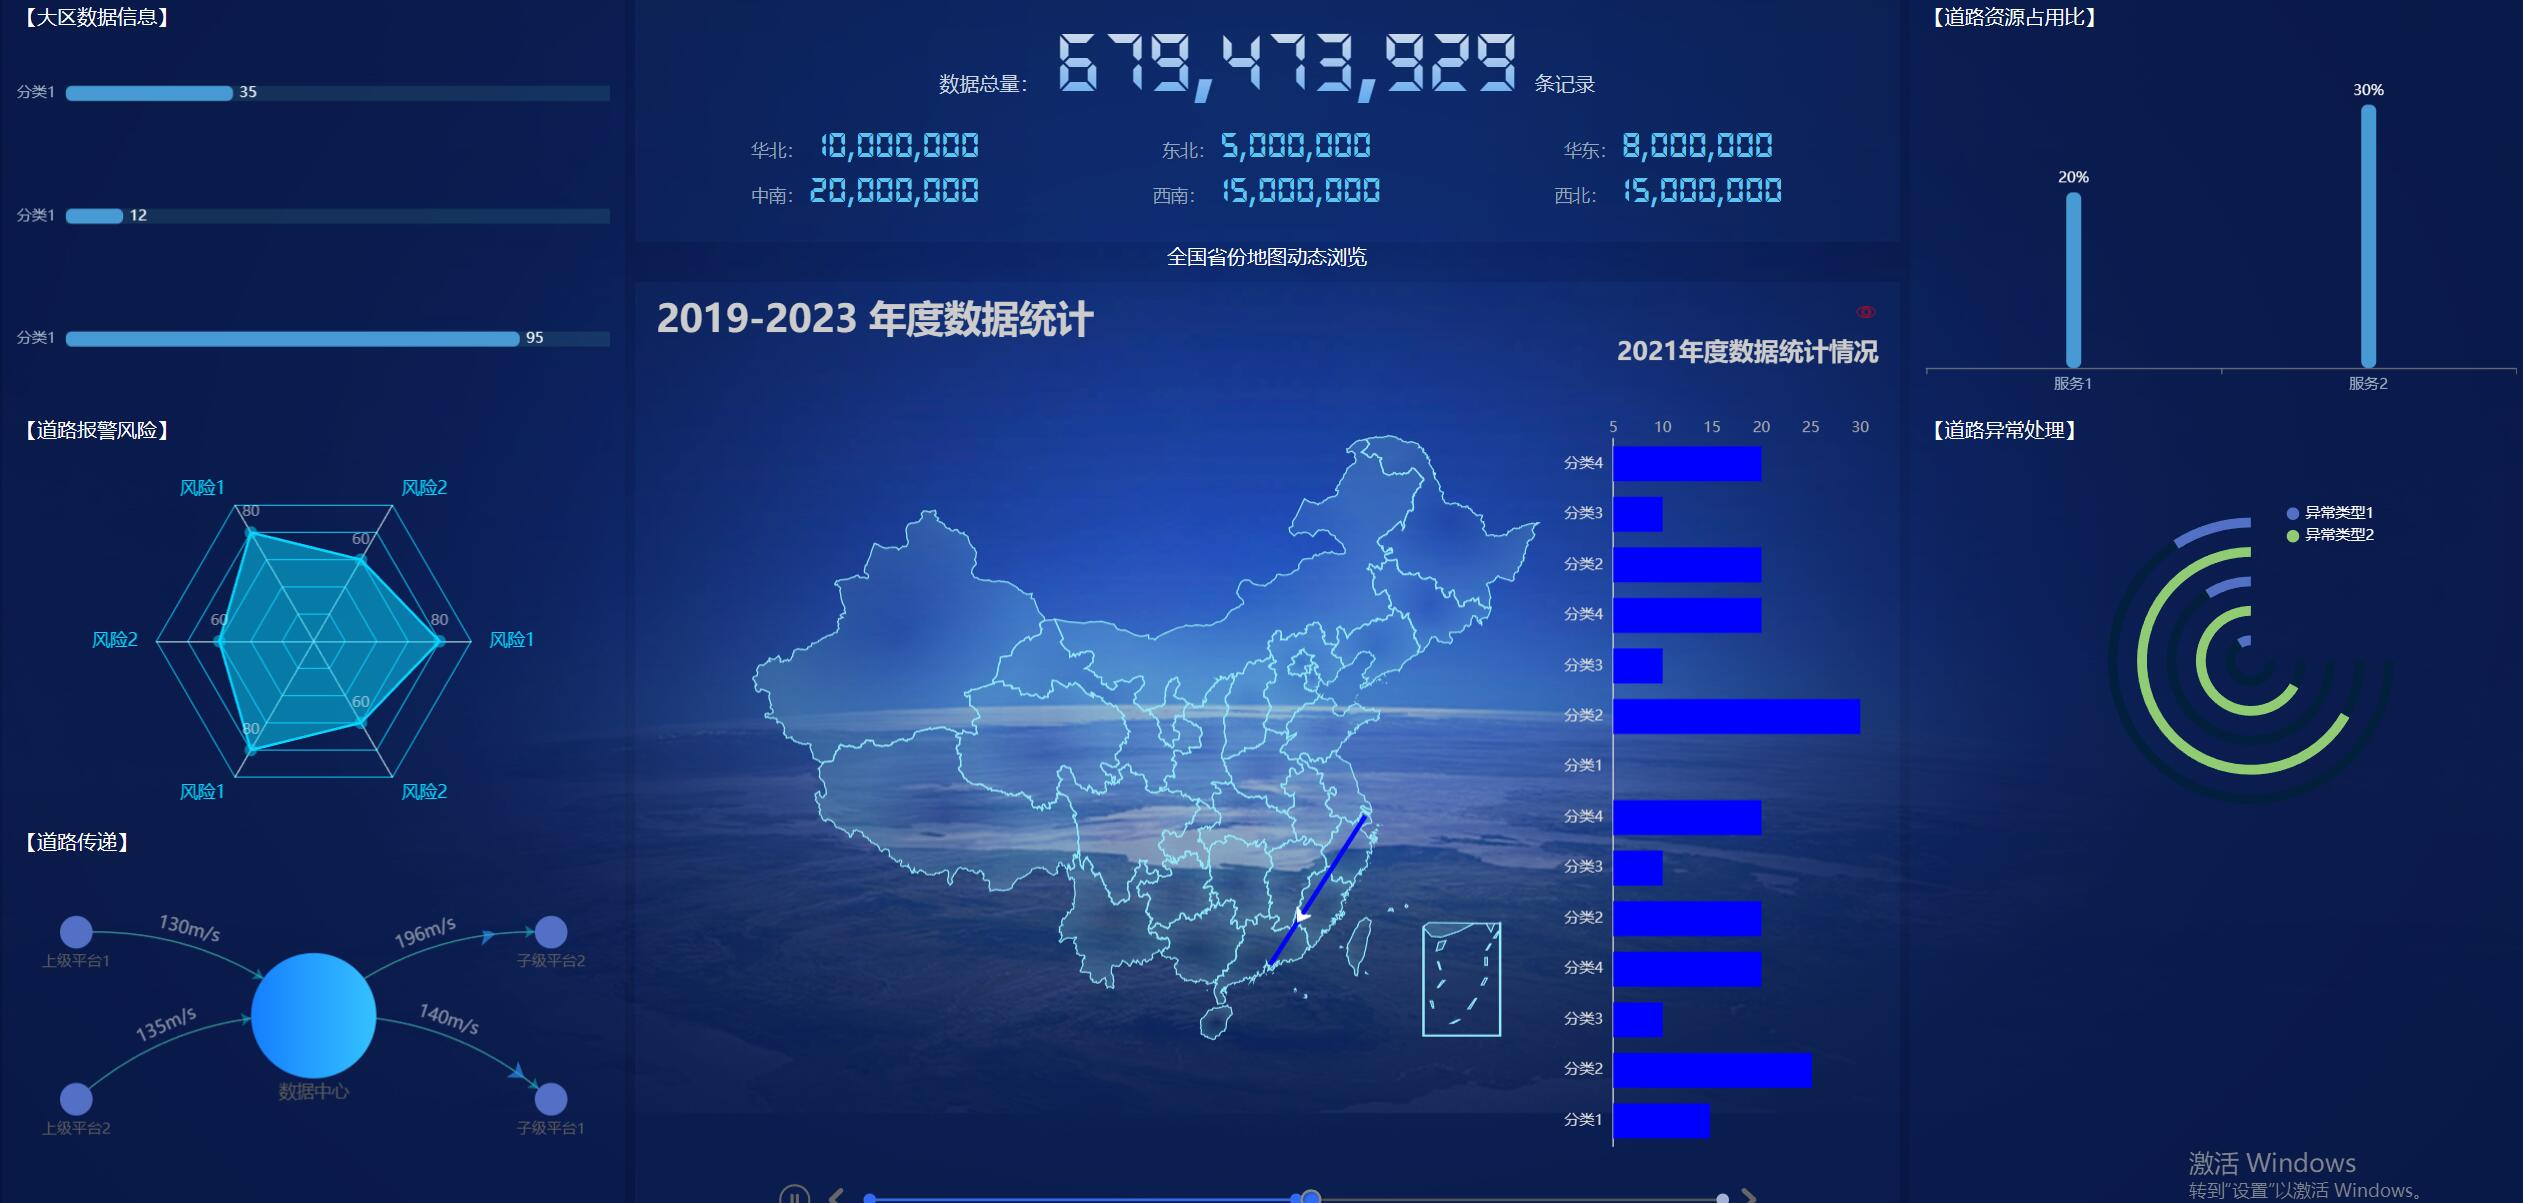 【大区数据信息】
分类1
35
分类1
12
分类1
95
【道路报警风险】
风险1
风险2
80
60
60
80
风险2
风险1
60
80
风险1
风险2
【道路传递】
130m/s
196m/s
上级平台1
子级平台2
135m/s
140m/s
数据中心
上级平台2
子级平台1
数据总量: 679,473,929 条记录
华北: 10,000,000
东北: 5,000,000
华东: 8,000,000
中南: 20,000,000
西南: 15,000,000
西北: 15,000,000
全国省份地图动态浏览
2019-2023 年度数据统计
2021年度数据统计情况
5 10 15 20 25 30
分类4
分类3
分类2
分类4
分类3
分类2
分类1
分类4
分类3
分类2
分类4
分类3
分类2
分类1
【道路资源占用比】
30%
20%
服务1
服务2
【道路异常处理】
异常类型1
异常类型2
激活 Windows
转到"设置"以激活 Windows。